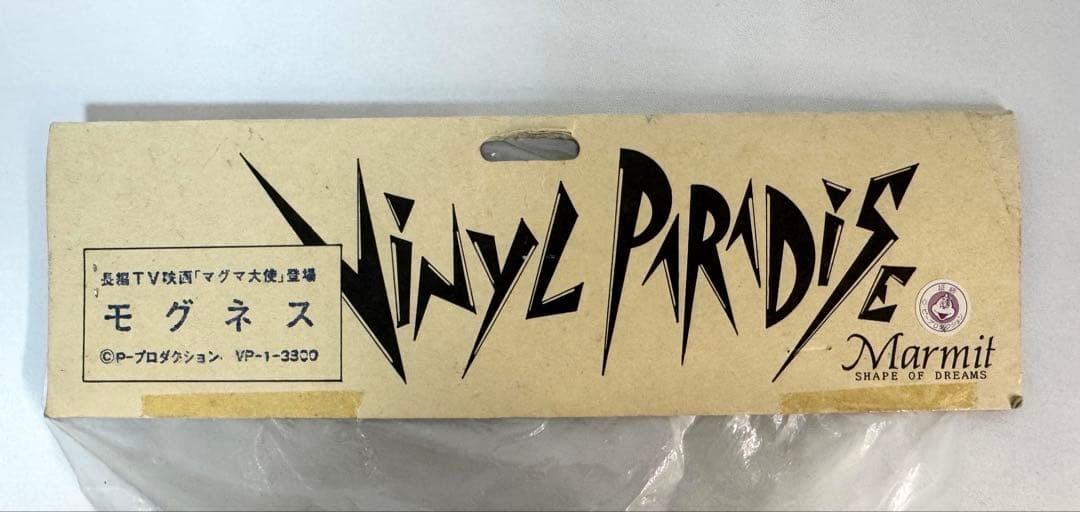 VINYL PARADISE
長編TV映画「マグマ大使」登場
モグネス
©P-プロダクション. VP-1-3300
Marmit
SHAPE OF DREAMS